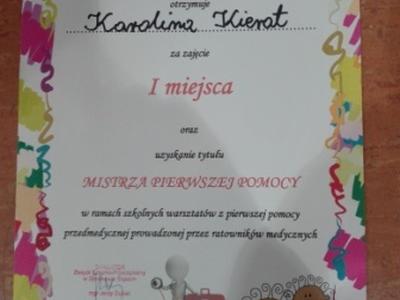 otrzymuje
Karolina Kierat
za zajęcie
I miejsca
oraz
uzyskanie tytułu
MISTRZA PIERWSZEJ POMOCY
w ramach szkolnych warsztatów z pierwszej pomocy
przedmedycznej prowadzonej przez ratowników medycznych